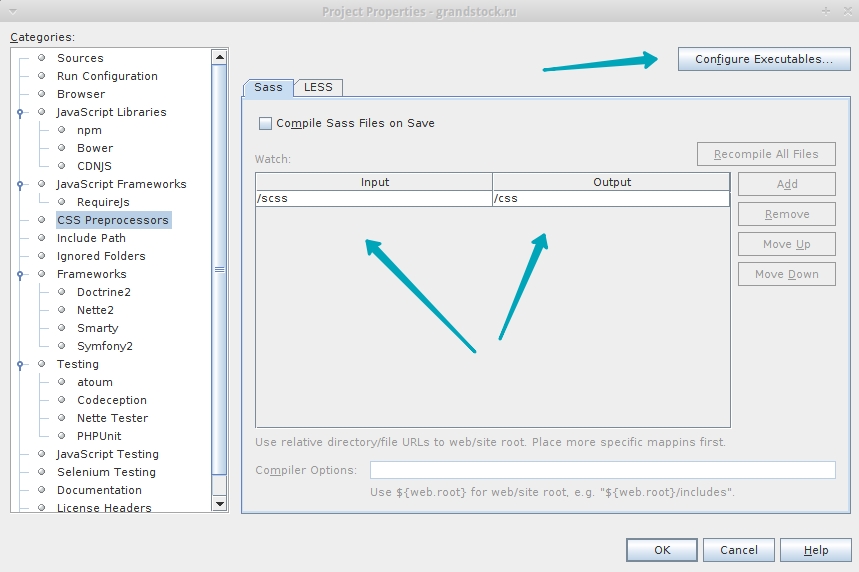 Project Properties - grandstock.ru
Categories:
Sources
Run Configuration
Browser
JavaScript Libraries
npm
Bower
CDNJS
JavaScript Frameworks
RequireJs
CSS Preprocessors
Include Path
Ignored Folders
Frameworks
Doctrine2
Nette2
Smarty
Symfony2
Testing
atoum
Codeception
Nette Tester
PHPUnit
JavaScript Testing
Selenium Testing
Documentation
License Headers
Configure Executables...
Sass LESS
Compile Sass Files on Save
Watch:
Recompile All Files
Input Output
/scss /css
Add
Remove
Move Up
Move Down
Use relative directory/file URLs to web/site root. Place more specific mappins first.
Compiler Options:
Use ${web.root} for web/site root, e.g. "${web.root}/includes".
OK Cancel Help